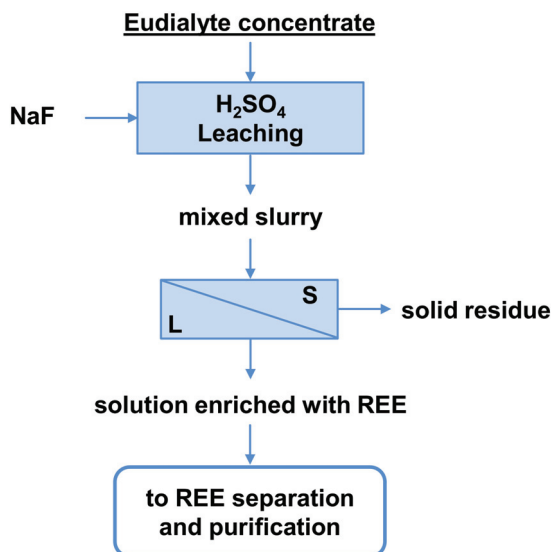 Eudialyte concentrate
NaF
H₂SO₄
Leaching
mixed slurry
S
L
solid residue
solution enriched with REE
to REE separation
and purification